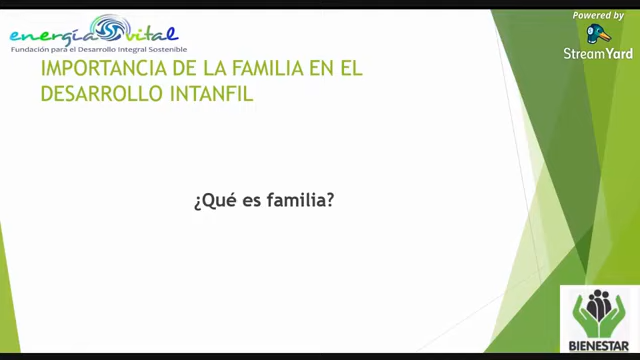 energía vital
Fundación para el Desarrollo Integral Sostenible
Powered by
StreamYard
IMPORTANCIA DE LA FAMILIA EN EL
DESARROLLO INTANFIL
¿Qué es familia?
BIENESTAR